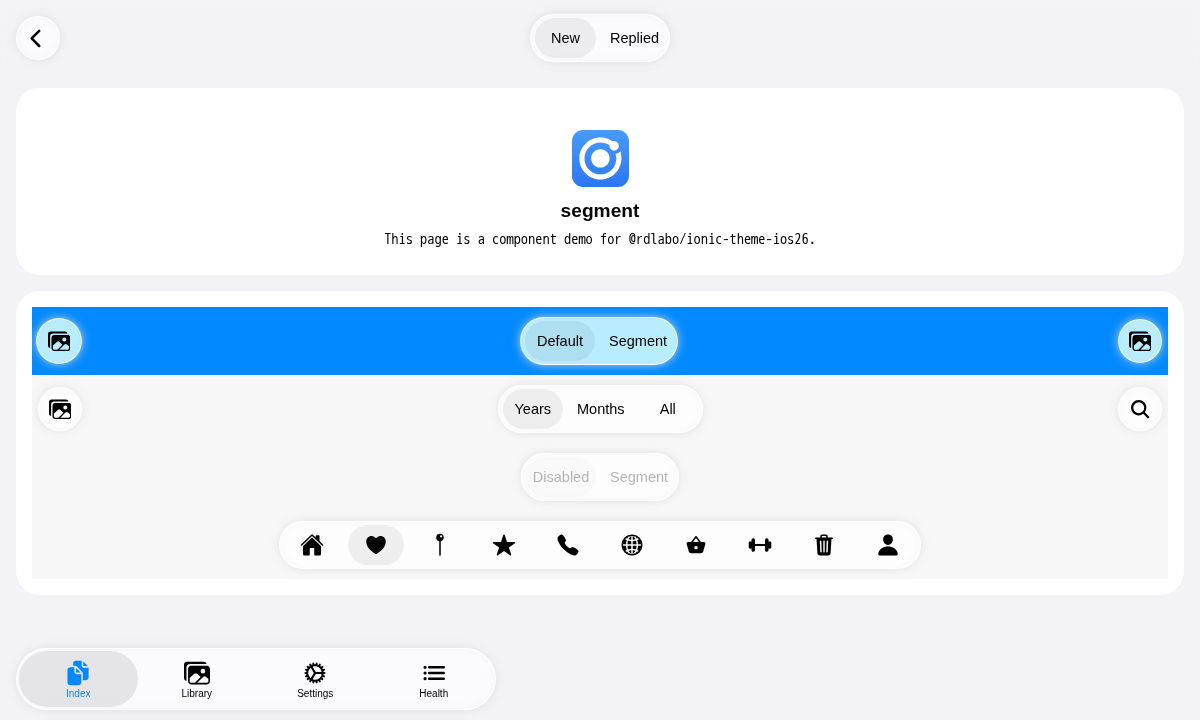 New Replied
segment
This page is a component demo for @rdlabo/ionic-theme-ios26.
Default Segment
Years Months All
Disabled Segment
Index Library Settings Health